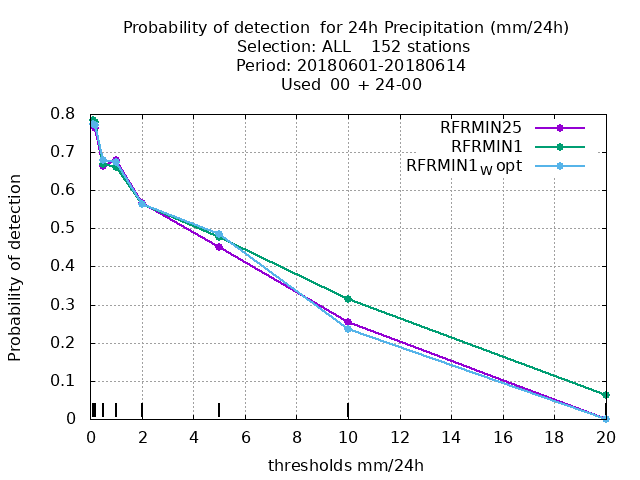 Probability of detection  for 24h Precipitation (mm/24h)
Selection: ALL    152 stations
Period: 20180601-20180614
Used  00 + 24-00
RFRMIN25
RFRMIN1
RFRMIN1W opt
Probability of detection
0.8
0.7
0.6
0.5
0.4
0.3
0.2
0.1
0
0 2 4 6 8 10 12 14 16 18 20
thresholds mm/24h